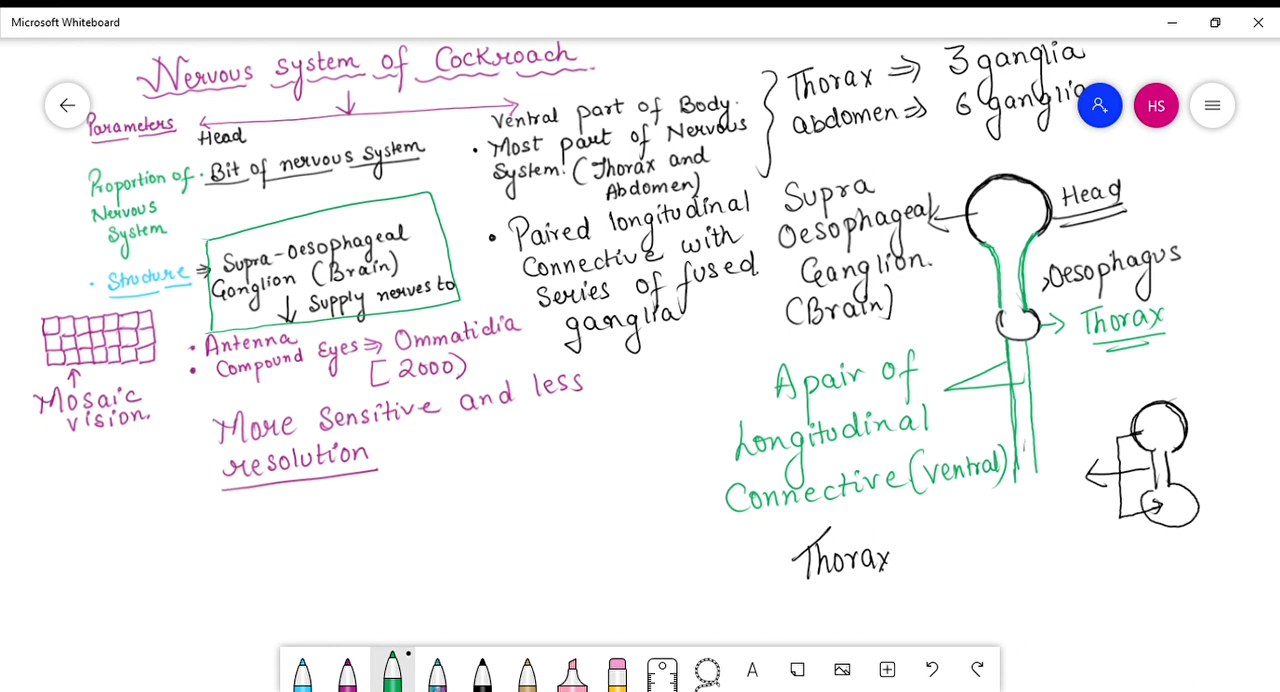 Microsoft Whiteboard
Nervous system of Cockroach
Parameters
Head
Ventral part of Body.
Proportion of
Nervous
System
• Bit of nervous system
• Most part of Nervous
System. (Thorax and
Abdomen)
Thorax ⇒ 3 ganglia
abdomen ⇒ 6 ganglia
HS
• Structure ⇒
Supra-Oesophageal
Ganglion (Brain)
↓ Supply nerves to
• Antenna
• Compound Eyes ⇒ Ommatidia
[2000)
More Sensitive and less
resolution
Mosaic
vision.
• Paired longitudinal
Connective with
Series of fused
ganglia
Supra
Oesophageal
Ganglion.
(Brain)
Head
Oesophagus
Thorax
A pair of
Longitudinal
Connective (ventral)
Thorax
A